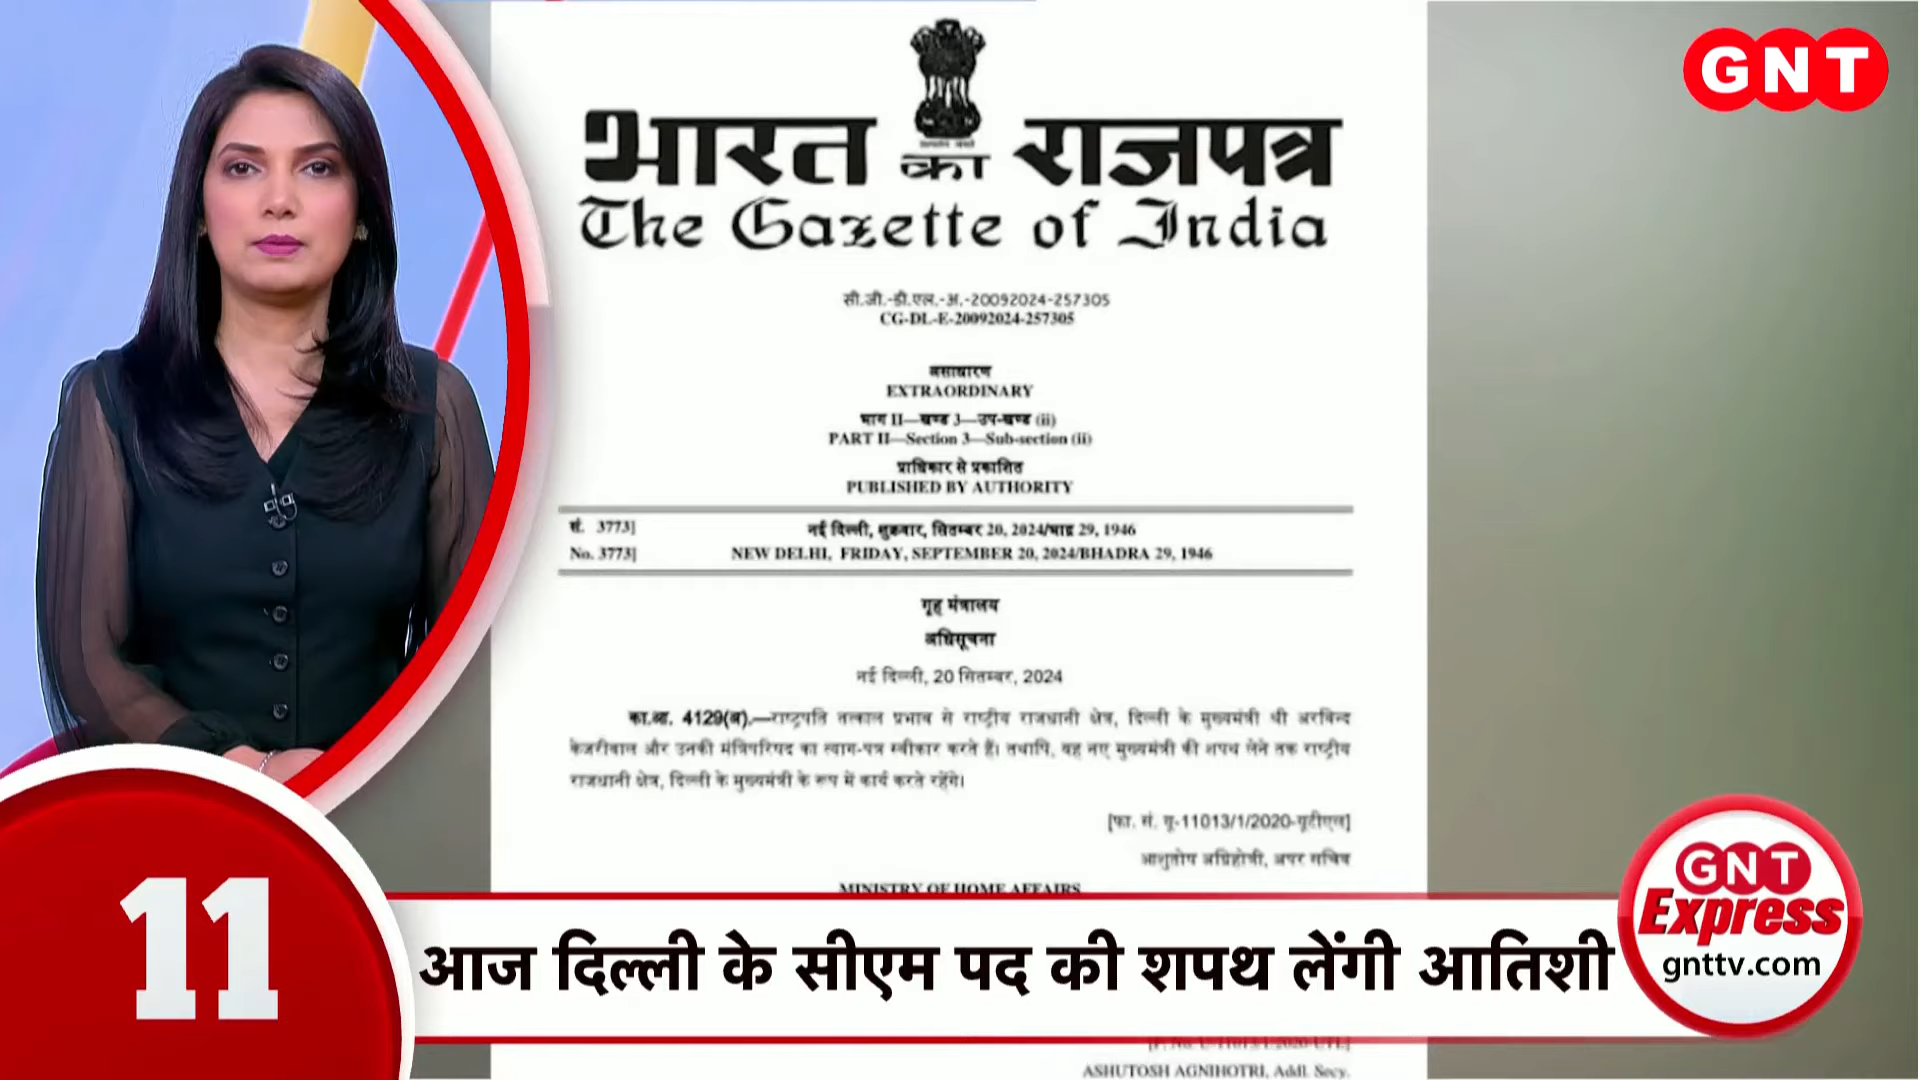 GNT
भारत का राजपत्र
The Gazette of India
सी.जी.-डी.एल.-अ.-20092024-257305
CG-DL-E-20092024-257305
असाधारण
EXTRAORDINARY
भाग II—खण्ड 3—उप-खण्ड (ii)
PART II—Section 3—Sub-section (ii)
प्राधिकार से प्रकाशित
PUBLISHED BY AUTHORITY
सं. 3773]
नई दिल्ली, शुक्रवार, सितम्बर 20, 2024/भाद्र 29, 1946
No. 3773]
NEW DELHI, FRIDAY, SEPTEMBER 20, 2024/BHADRA 29, 1946
गृह मंत्रालय
अधिसूचना
नई दिल्ली, 20 सितम्बर, 2024
का.आ. 4129(अ).—राष्ट्रपति तत्काल प्रभाव से राष्ट्रीय राजधानी क्षेत्र, दिल्ली के मुख्यमंत्री श्री अरविन्द
केजरीवाल और उनकी मंत्रिपरिषद का त्याग-पत्र स्वीकार करते हैं। तथापि, वह नए मुख्यमंत्री की शपथ लेने तक राष्ट्रीय
राजधानी क्षेत्र, दिल्ली के मुख्यमंत्री के रूप में कार्य करते रहेंगे।
[फा. सं. यू-11013/1/2020-यूटीएल]
आशुतोष अग्निहोत्री, अपर सचिव
MINISTRY OF HOME AFFAIRS
11
आज दिल्ली के सीएम पद की शपथ लेंगी आतिशी
GNT
Express
gnttv.com
[F. No. U-11013/1/2020-UTL]
ASHUTOSH AGNIHOTRI, Addl. Secy.